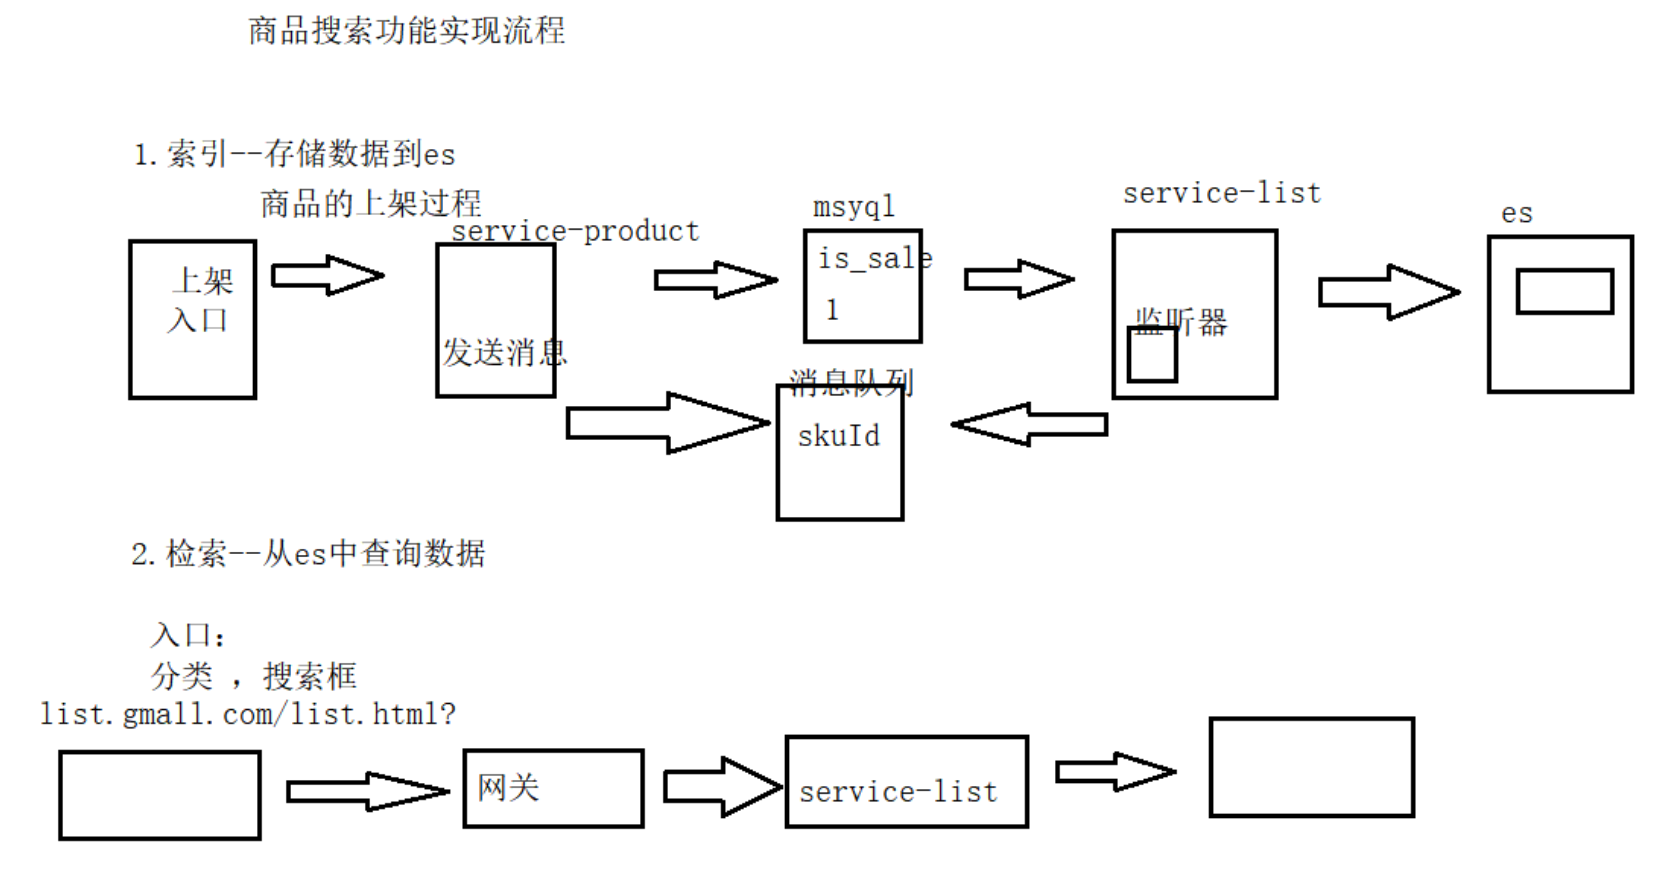 商品搜索功能实现流程
1.索引--存储数据到es
商品的上架过程
service-product
msyql
service-list
es
上架
入口
发送消息
is_sale
1
监听器
消息队列
skuId
2.检索--从es中查询数据
入口：
分类 ，搜索框
list.gmall.com/list.html?
网关
service-list